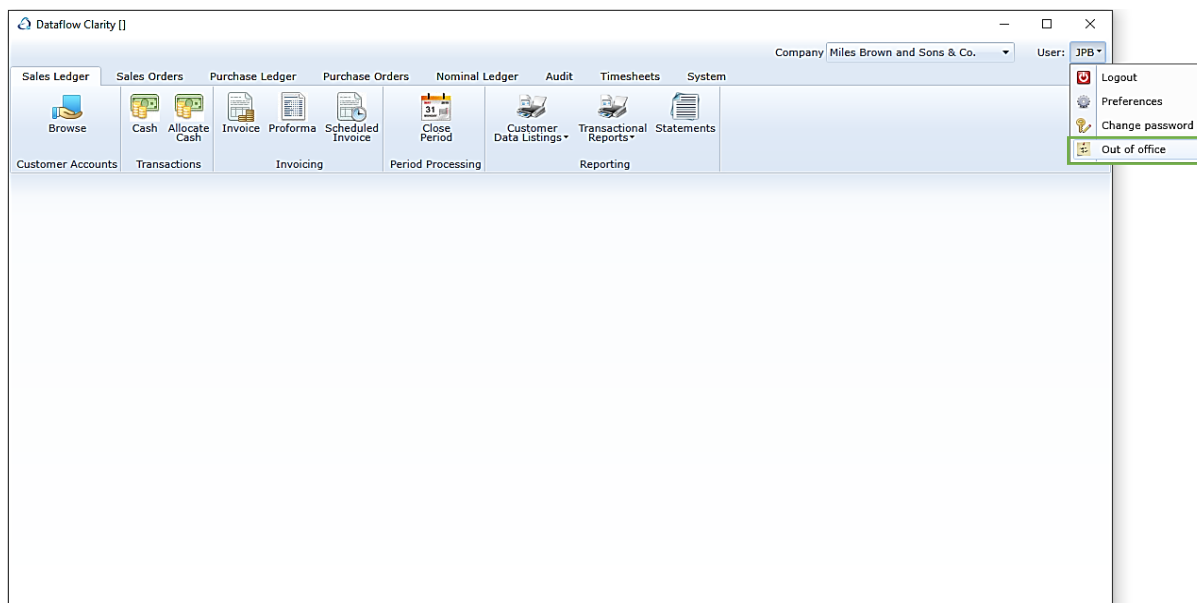 Dataflow Clarity []
Company Miles Brown and Sons & Co. User: JPB
Sales Ledger Sales Orders Purchase Ledger Purchase Orders Nominal Ledger Audit Timesheets System
Logout
Preferences
Change password
Out of office
Browse
Cash
Allocate
Cash
Invoice
Proforma
Scheduled
Invoice
31
Close
Period
Customer
Data Listings
Transactional
Reports
Statements
Customer Accounts Transactions Invoicing Period Processing Reporting